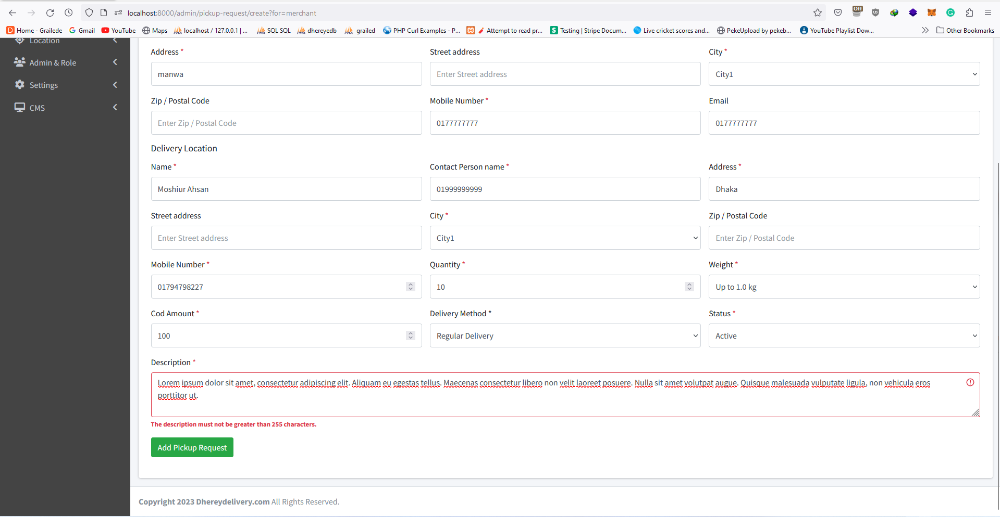 localhost:8000/admin/pickup-request/create?for=merchant
Off
Home - Grailede Gmail YouTube Maps localhost / 127.0.0.1 | ... SQL SQL dhereyedb grailed PHP Curl Examples - P... Attempt to read pr... Testing | Stripe Docum... Live cricket scores and... PekeUpload by pekeb... YouTube Playlist Dow... Other Bookmarks
Location
Admin & Role
Settings
CMS
Address * Street address City *
manwa Enter Street address City1
Zip / Postal Code Mobile Number * Email
Enter Zip / Postal Code 0177777777 0177777777
Delivery Location
Name * Contact Person name * Address *
Moshiur Ahsan 01999999999 Dhaka
Street address City * Zip / Postal Code
Enter Street address City1 Enter Zip / Postal Code
Mobile Number * Quantity * Weight *
01794798227 10 Up to 1.0 kg
Cod Amount * Delivery Method * Status *
100 Regular Delivery Active
Description *
Lorem ipsum dolor sit amet, consectetur adipiscing elit. Aliquam eu egestas tellus. Maecenas consectetur libero non velit laoreet posuere. Nulla sit amet volutpat augue. Quisque malesuada vulputate ligula, non vehicula eros
porttitor ut.
The description must not be greater than 255 characters.
Add Pickup Request
Copyright 2023 Dhereydelivery.com All Rights Reserved.